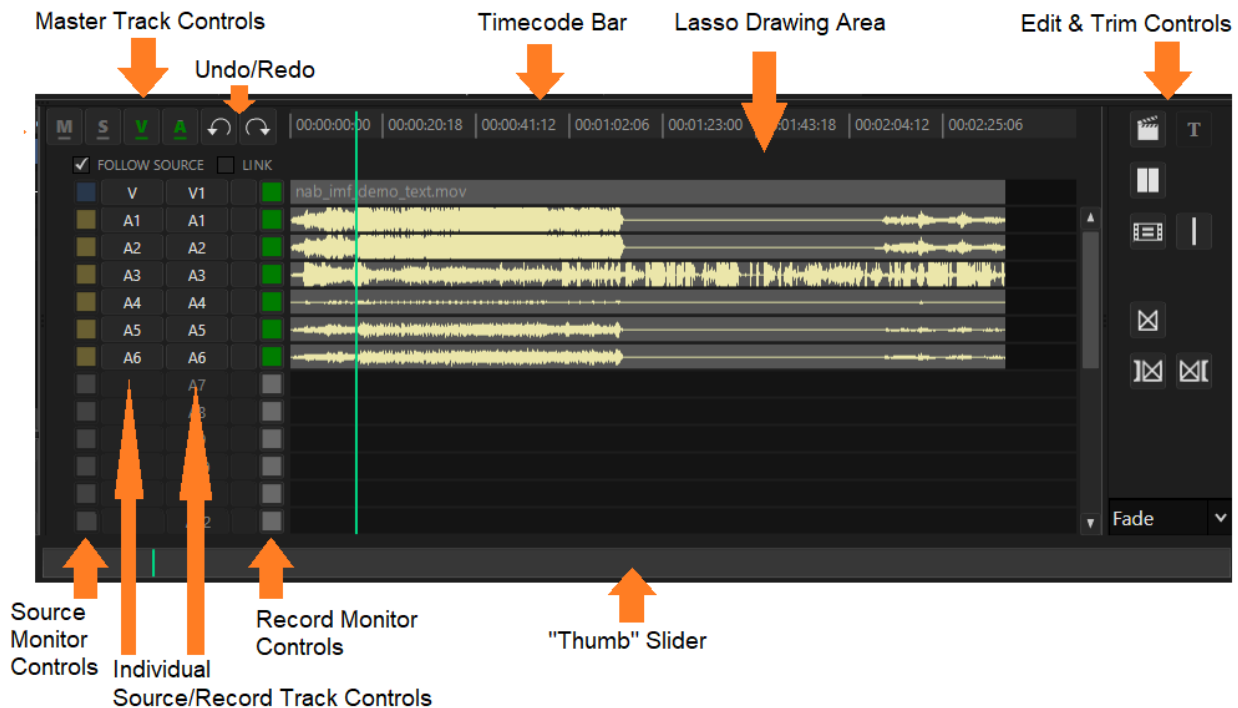 Master Track Controls
Timecode Bar
Lasso Drawing Area
Edit & Trim Controls
Undo/Redo
M S V A 00:00:00:00 00:00:20:18 00:00:41:12 00:01:02:06 00:01:23:00 00:01:43:18 00:02:04:12 00:02:25:06 T
FOLLOW SOURCE LINK
V V1 nab_imf_demo_text.mov
A1 A1
A2 A2
A3 A3
A4 A4
A5 A5
A6 A6
A7
Fade
Source
Monitor
Controls
Individual
Source/Record Track Controls
Record Monitor
Controls
"Thumb" Slider